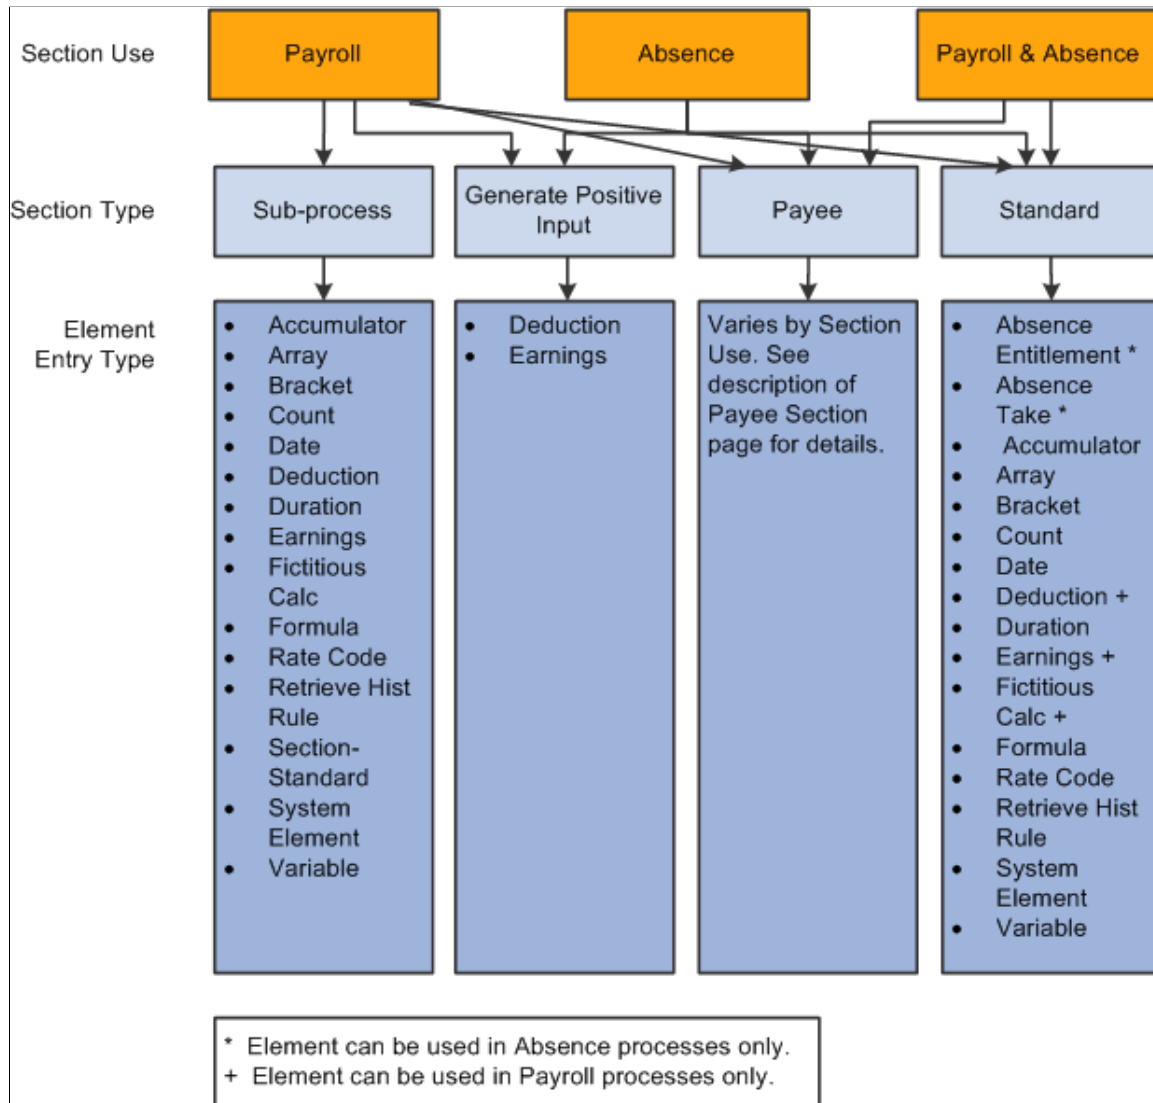 Section Use
Payroll
Absence
Payroll & Absence
Section Type
Sub-process
Generate Positive
Input
Payee
Standard
Element
Entry Type
• Accumulator
• Array
• Bracket
• Count
• Date
• Deduction
• Duration
• Earnings
• Fictitious
Calc
• Formula
• Rate Code
• Retrieve Hist
Rule
• Section-
Standard
• System
Element
• Variable
• Deduction
• Earnings
Varies by Section
Use. See
description of
Payee Section
page for details.
• Absence
Entitlement *
• Absence
Take *
• Accumulator
• Array
• Bracket
• Count
• Date
• Deduction +
• Duration
• Earnings +
• Fictitious
Calc +
• Formula
• Rate Code
• Retrieve Hist
Rule
• System
Element
• Variable
* Element can be used in Absence processes only.
+ Element can be used in Payroll processes only.